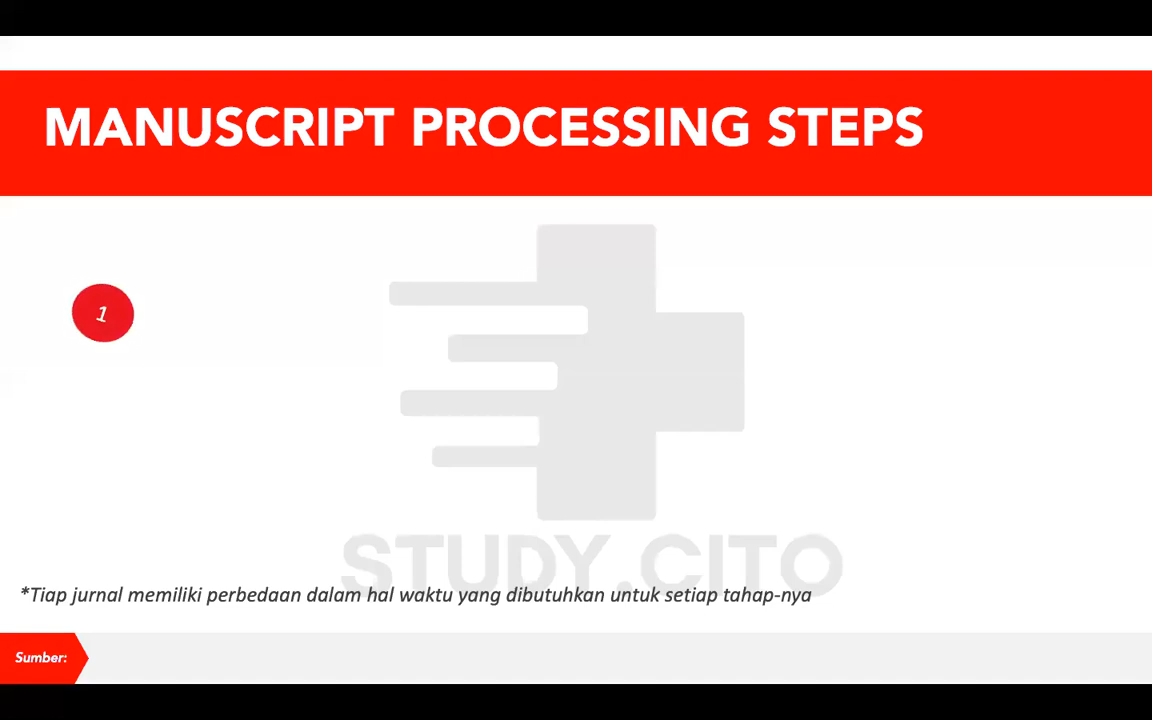 MANUSCRIPT PROCESSING STEPS
1
STUDY.CITO
*Tiap jurnal memiliki perbedaan dalam hal waktu yang dibutuhkan untuk setiap tahap-nya
Sumber: